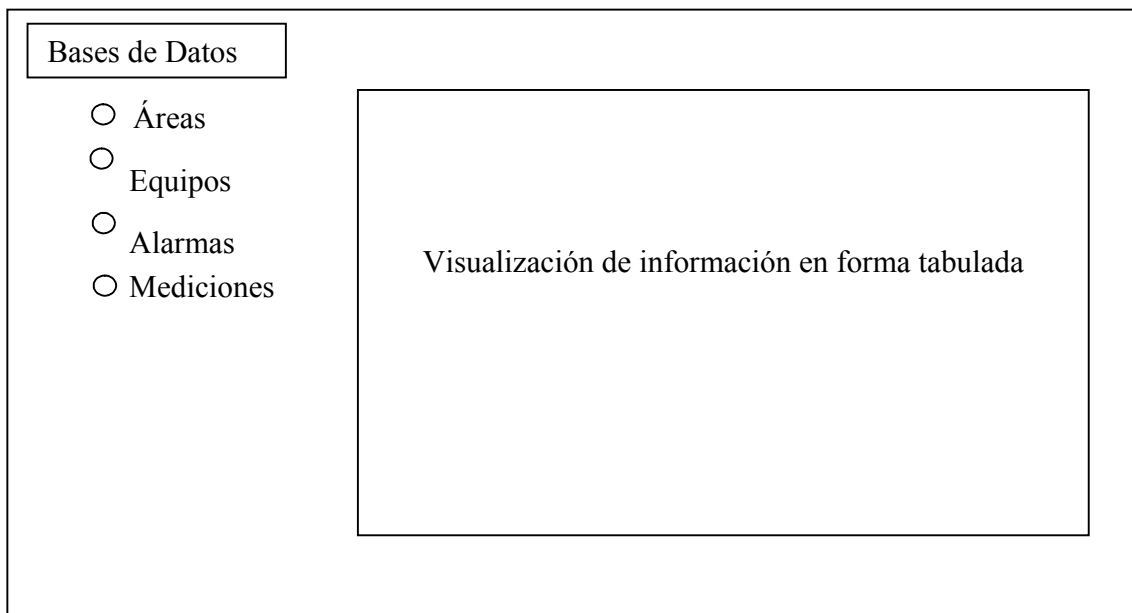 Bases de Datos
Áreas
Equipos
Alarmas
Mediciones
Visualización de información en forma tabulada